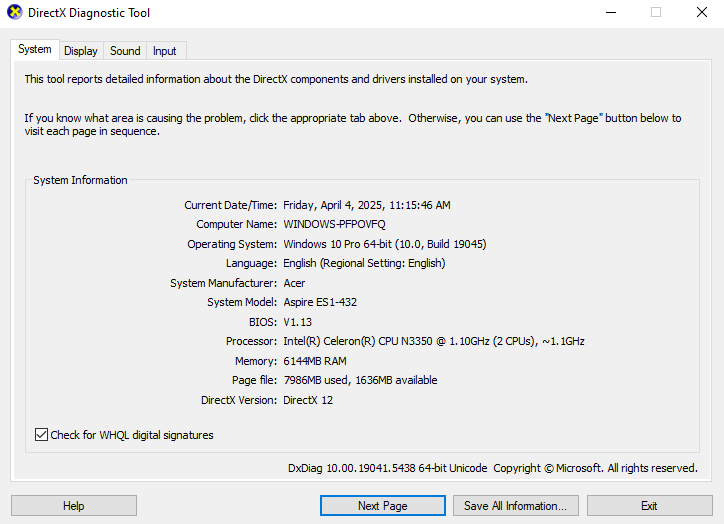 DirectX Diagnostic Tool
System Display Sound Input
This tool reports detailed information about the DirectX components and drivers installed on your system.
If you know what area is causing the problem, click the appropriate tab above.  Otherwise, you can use the "Next Page" button below to
visit each page in sequence.
System Information
Current Date/Time: Friday, April 4, 2025, 11:15:46 AM
Computer Name: WINDOWS-PFPOVFQ
Operating System: Windows 10 Pro 64-bit (10.0, Build 19045)
Language: English (Regional Setting: English)
System Manufacturer: Acer
System Model: Aspire ES1-432
BIOS: V1.13
Processor: Intel(R) Celeron(R) CPU N3350 @ 1.10GHz (2 CPUs), ~1.1GHz
Memory: 6144MB RAM
Page file: 7986MB used, 1636MB available
DirectX Version: DirectX 12
Check for WHQL digital signatures
DxDiag 10.00.19041.5438 64-bit Unicode  Copyright © Microsoft. All rights reserved.
Help Next Page Save All Information... Exit